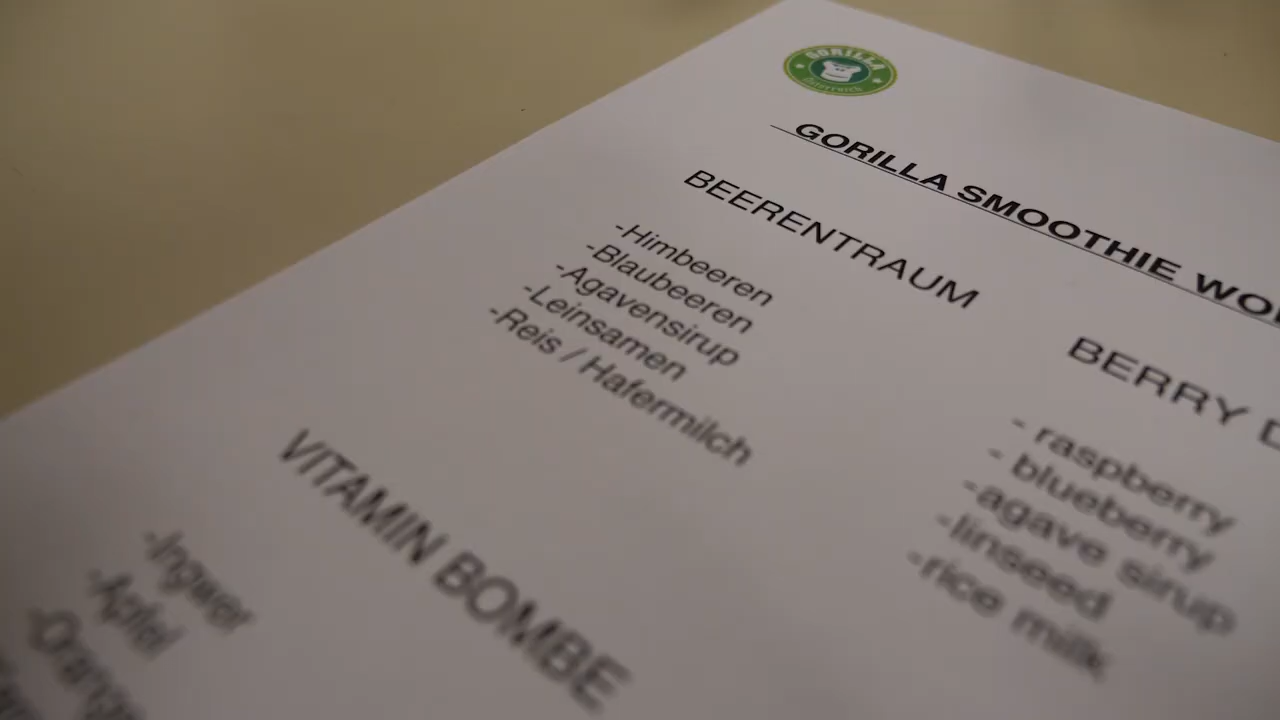 GORILLA
Österreich
GORILLA SMOOTHIE
BEERENTRAUM
-Himbeeren
-Blaubeeren
-Agavensirup
-Leinsamen
-Reis / Hafermilch
BERRY
- raspberry
- blueberry
-agave sirup
-linseed
-rice milk
VITAMIN BOMBE
-Ingwer
-Apfel